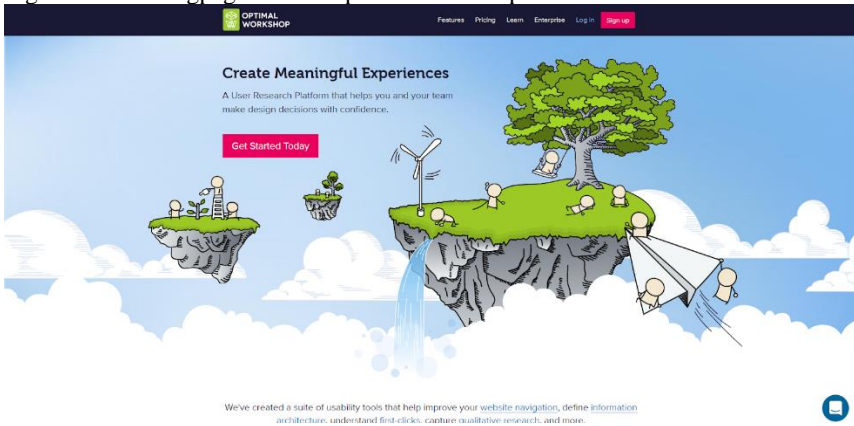 OPTIMAL
WORKSHOP
Features Pricing Learn Enterprise Log in Sign up
Create Meaningful Experiences
A User Research Platform that helps you and your team
make design decisions with confidence.
Get Started Today
We've created a suite of usability tools that help improve your website navigation, define information
architecture, understand first-clicks, capture qualitative research, and more.